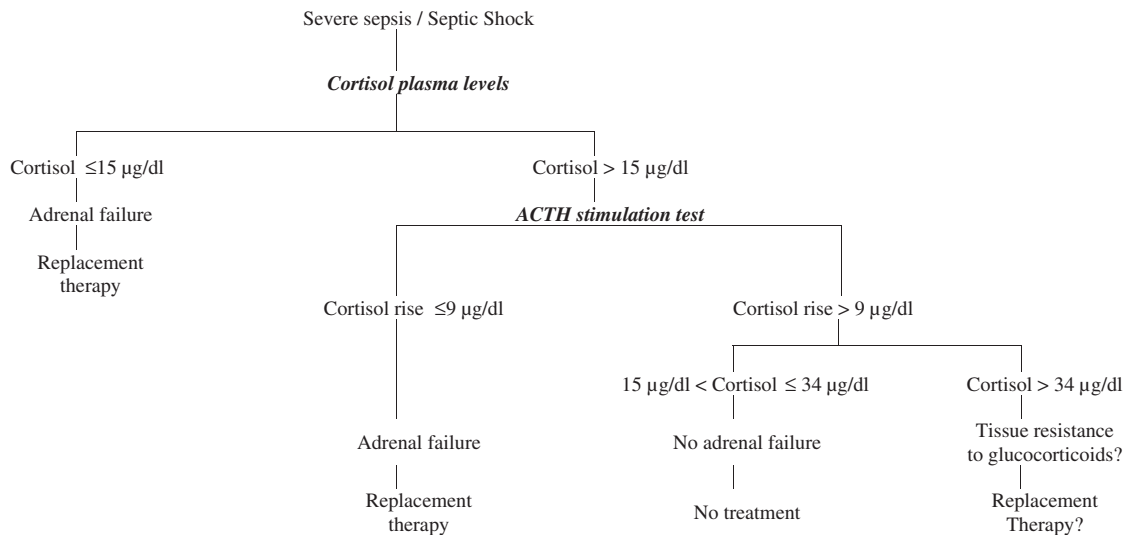 Severe sepsis / Septic Shock
Cortisol plasma levels
Cortisol ≤15 µg/dl
Cortisol > 15 µg/dl
Adrenal failure
ACTH stimulation test
Replacement
therapy
Cortisol rise ≤9 µg/dl
Cortisol rise > 9 µg/dl
15 µg/dl < Cortisol ≤ 34 µg/dl
Cortisol > 34 µg/dl
Adrenal failure
No adrenal failure
Tissue resistance
to glucocorticoids?
Replacement
therapy
No treatment
Replacement
Therapy?